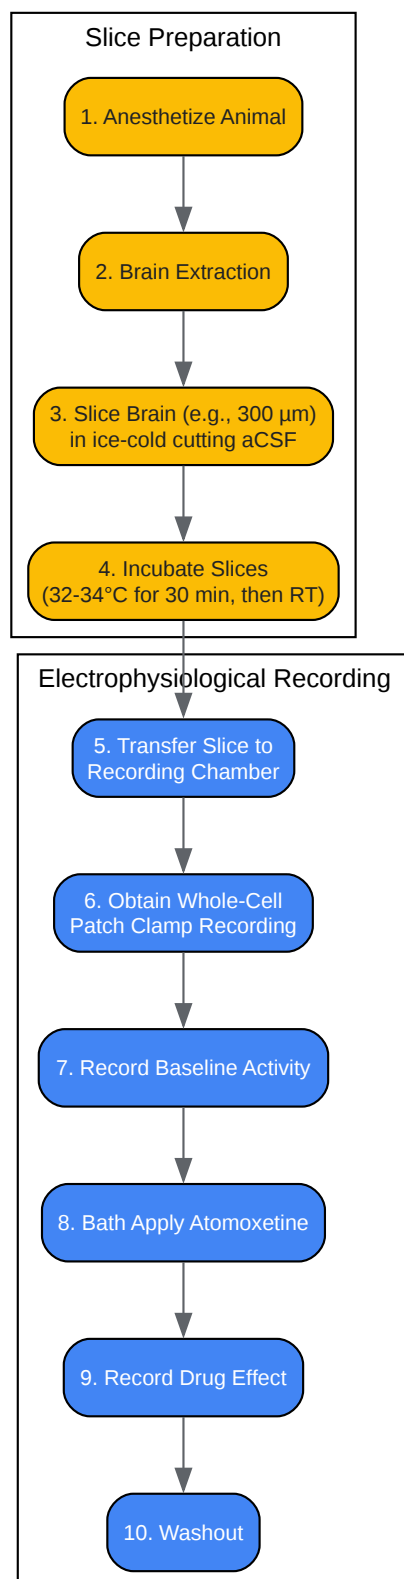 Slice Preparation
1. Anesthetize Animal
2. Brain Extraction
3. Slice Brain (e.g., 300 µm)
in ice-cold cutting aCSF
4. Incubate Slices
(32-34°C for 30 min, then RT)
Electrophysiological Recording
5. Transfer Slice to
Recording Chamber
6. Obtain Whole-Cell
Patch Clamp Recording
7. Record Baseline Activity
8. Bath Apply Atomoxetine
9. Record Drug Effect
10. Washout